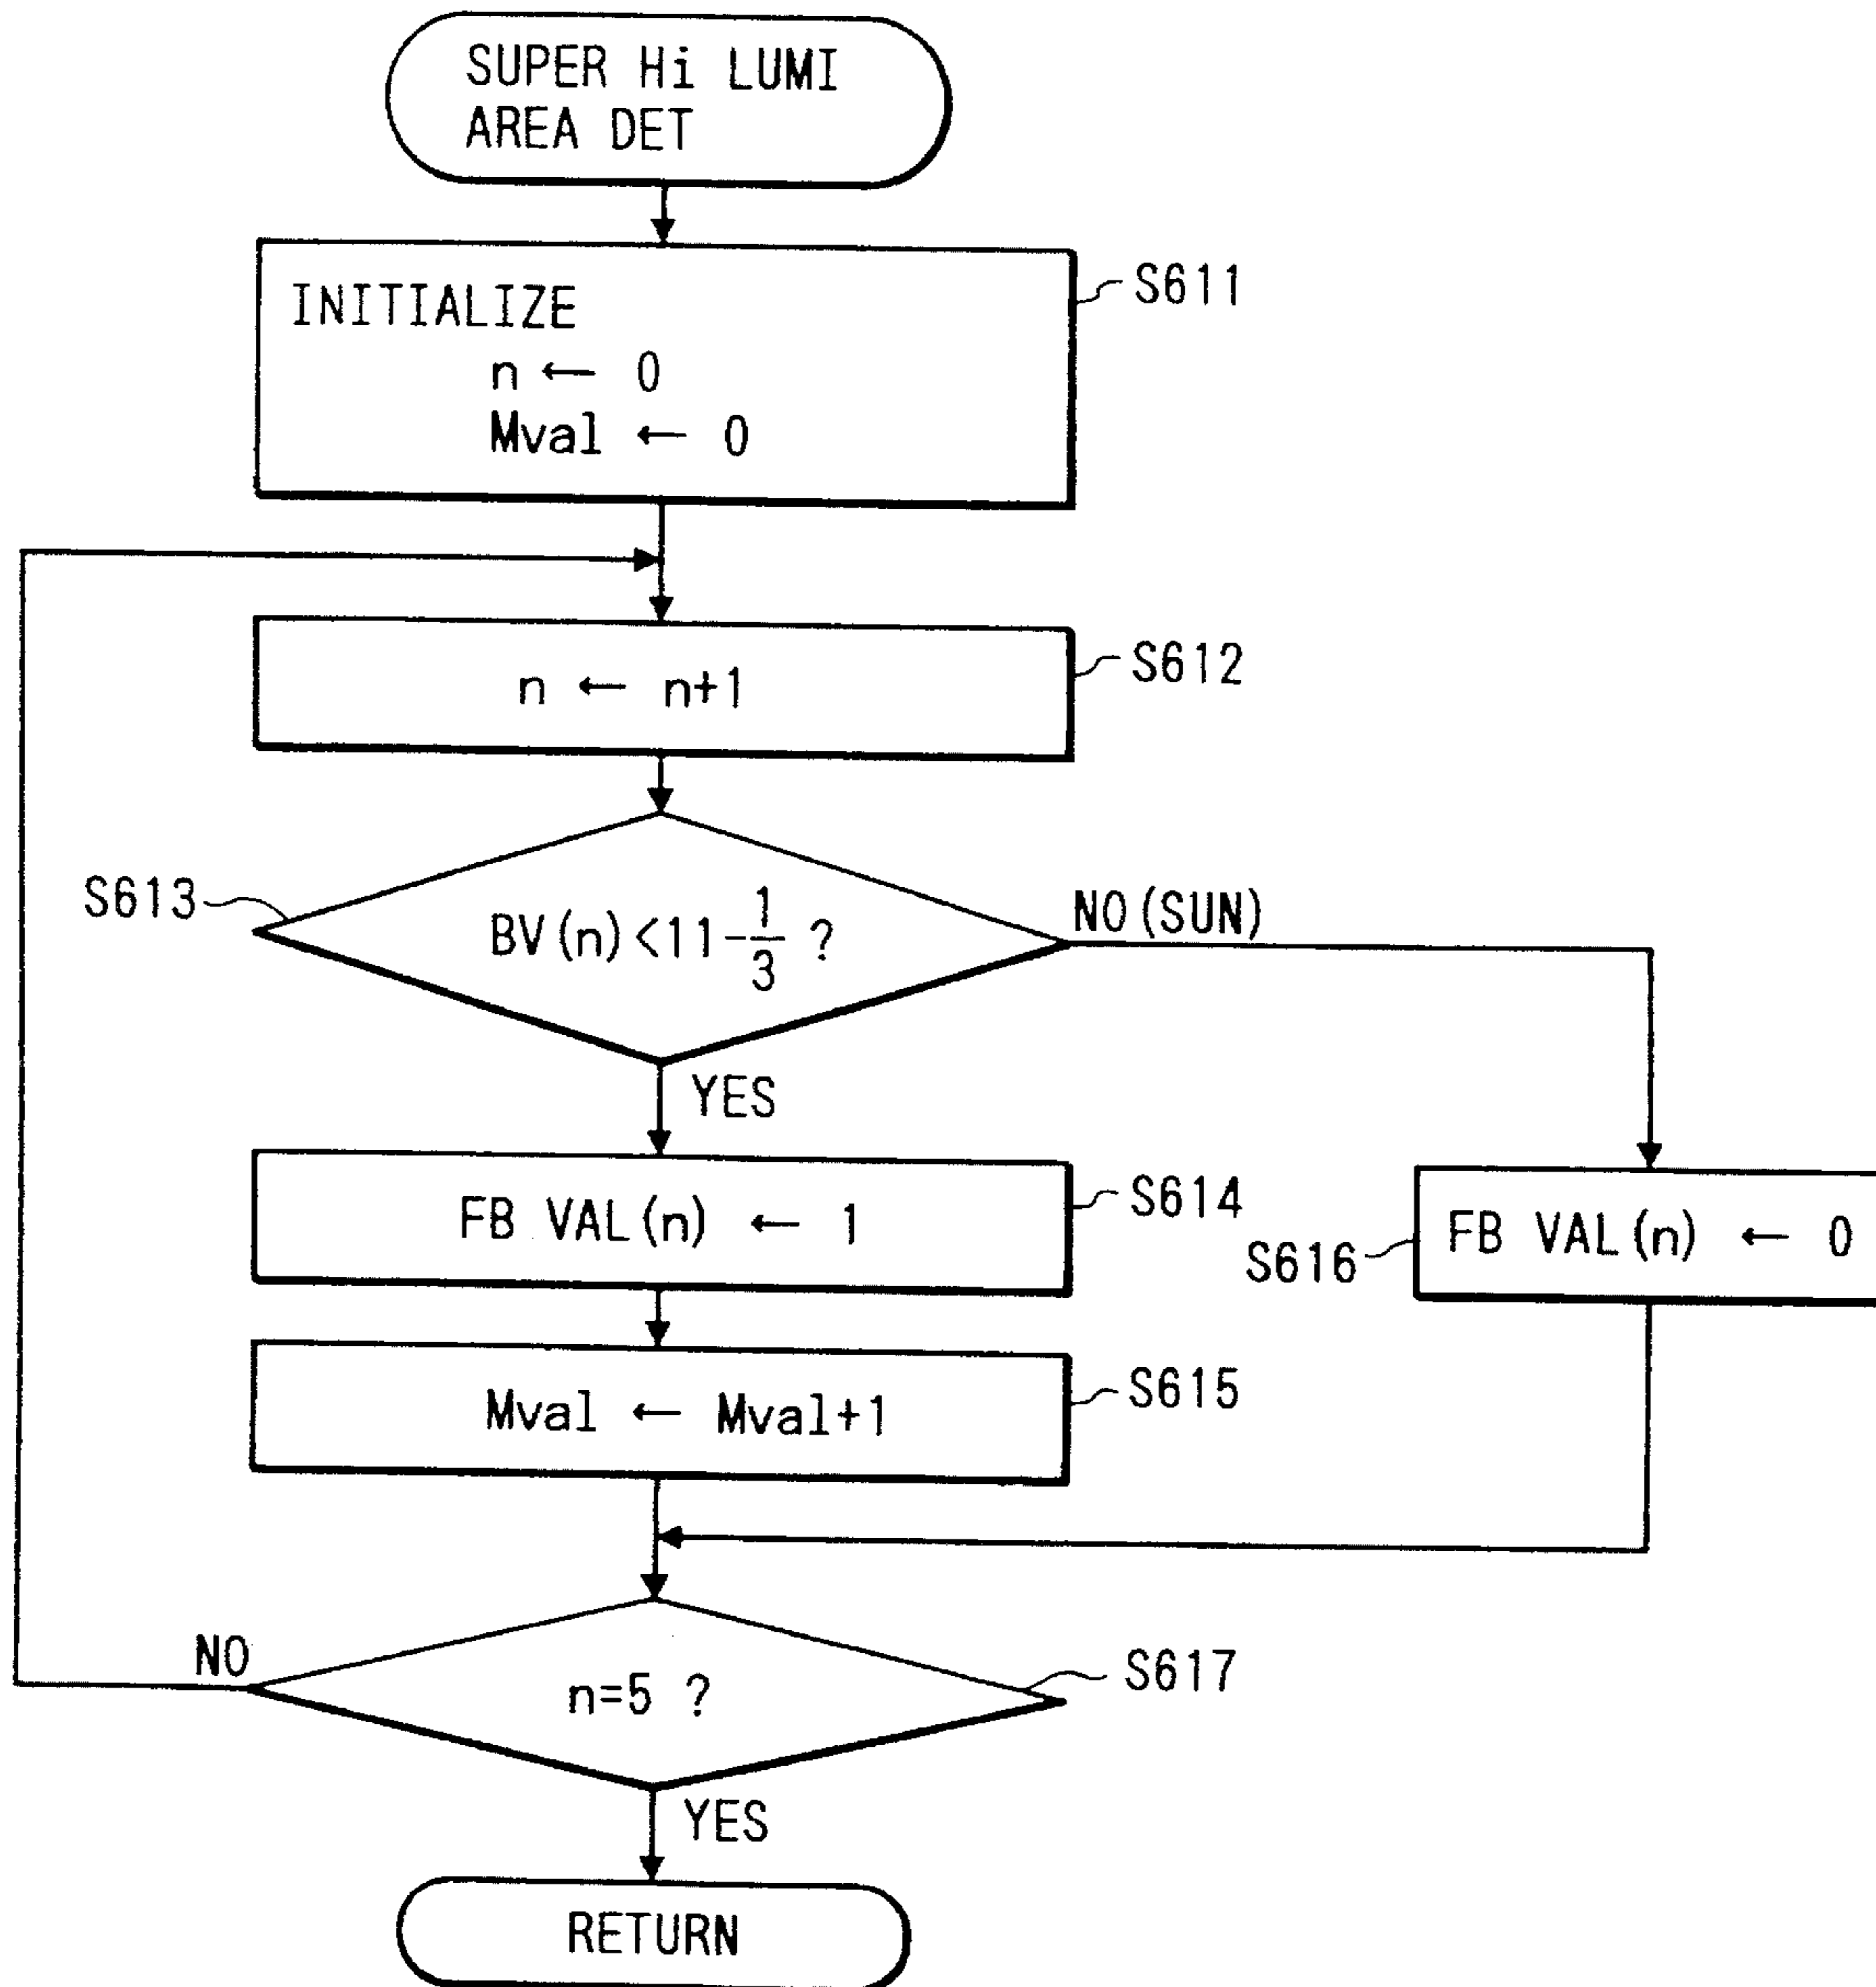 SUPER Hi LUMI
AREA DET
INITIALIZE
n ← 0
Mval ← 0
S611
n ← n+1
S612
S613
BV(n)<11-1/3 ?
NO(SUN)
YES
FB VAL(n) ← 1
S614
S616
FB VAL(n) ← 0
Mval ← Mval+1
S615
NO
n=5 ?
S617
YES
RETURN